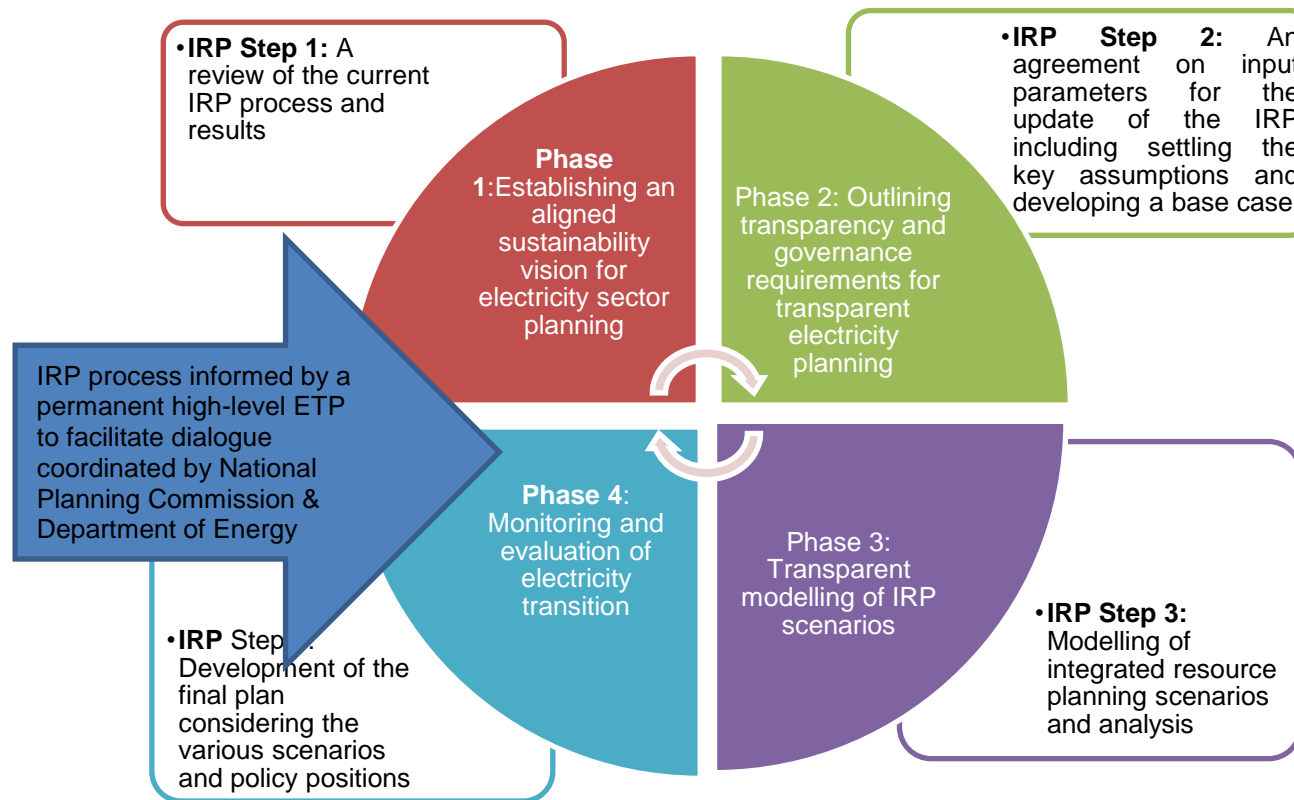 •IRP Step 1: A
review of the current
IRP process and
results
•IRP Step 2: An
agreement on input
parameters for the
update of the IRP
including settling the
key assumptions and
developing a base case
Phase
1:Establishing an
aligned
sustainability
vision for
electricity sector
planning
Phase 2: Outlining
transparency and
governance
requirements for
transparent
electricity
planning
IRP process informed by a
permanent high-level ETP
to facilitate dialogue
coordinated by National
Planning Commission &
Department of Energy
Phase 4:
Monitoring and
evaluation of
electricity
transition
Phase 3:
Transparent
modelling of IRP
scenarios
•IRP Step :
Development of the
final plan
considering the
various scenarios
and policy positions
•IRP Step 3:
Modelling of
integrated resource
planning scenarios
and analysis